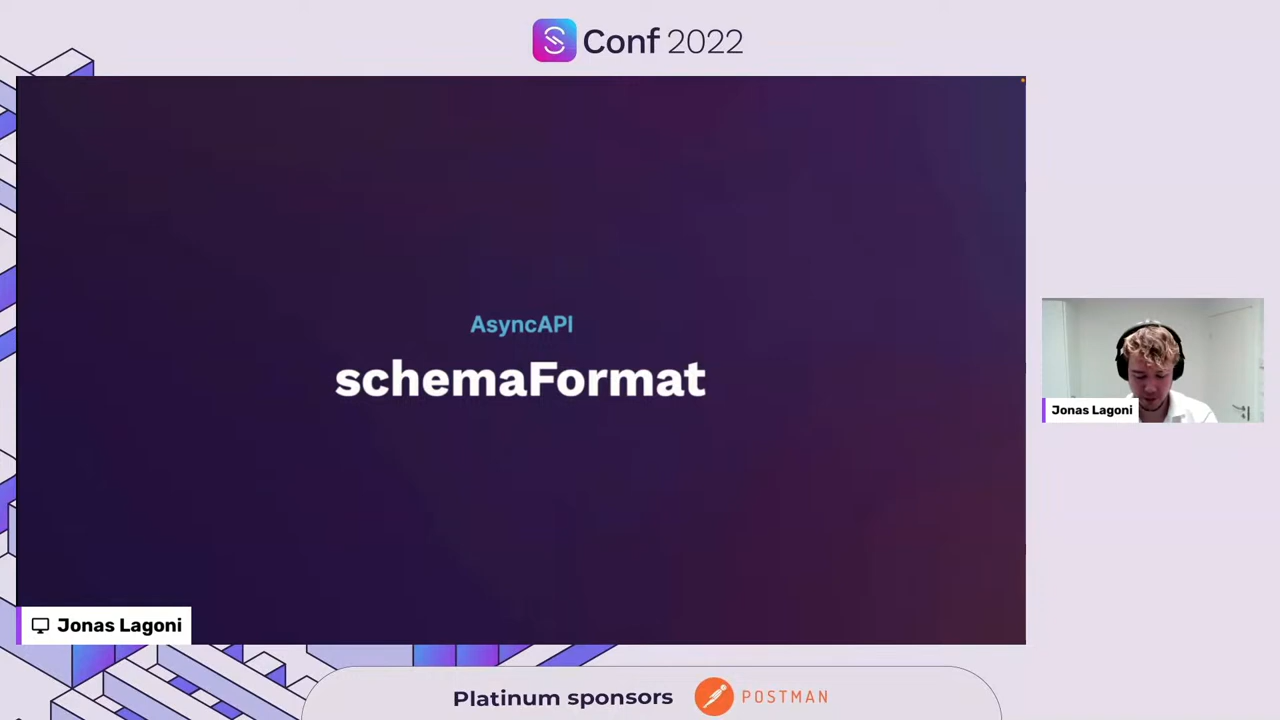 Conf 2022
AsyncAPI
schemaFormat
Jonas Lagoni
Jonas Lagoni
Platinum sponsors
POSTMAN